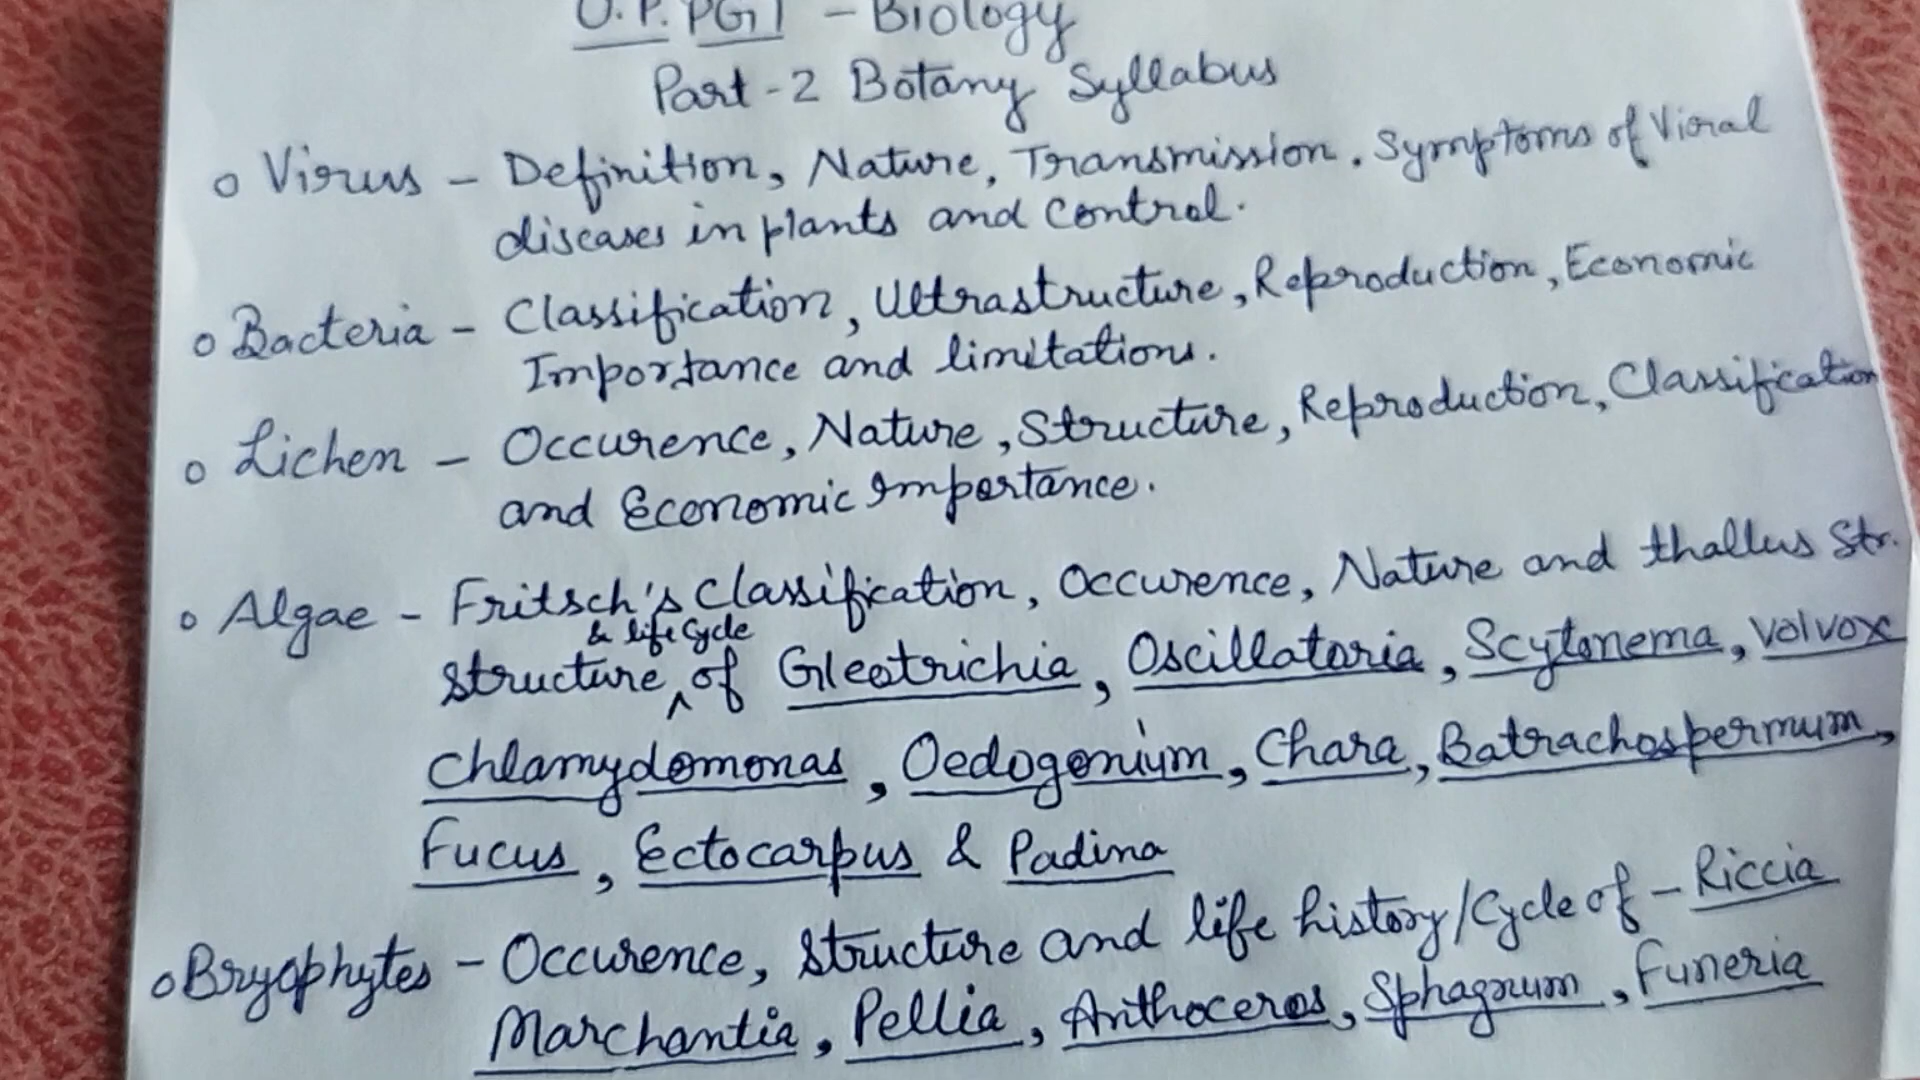 U.P. PGT - Biology
Part-2 Botany Syllabus
o Virus - Definition, Nature, Transmission. Symptoms of Viral
diseases in plants and control.
o Bacteria - Classification, Ultrastructure, Reproduction, Economic
Importance and limitations.
o Lichen - Occurence, Nature, Structure, Reproduction, Classification
and Economic Importance.
o Algae - Fritsch's classification, Occurence, Nature and thallus str.
& life cycle
structure ^ of Gleotrichia, Oscillatoria, Scytonema, Volvox
Chlamydomonas, Oedogonium, Chara, Batrachospermum,
Fucus, Ectocarpus & Padina
o Bryophytes - Occurence, structure and life history/Cycle of - Riccia
Marchantia, Pellia, Anthoceros, Sphagnum, Funeria